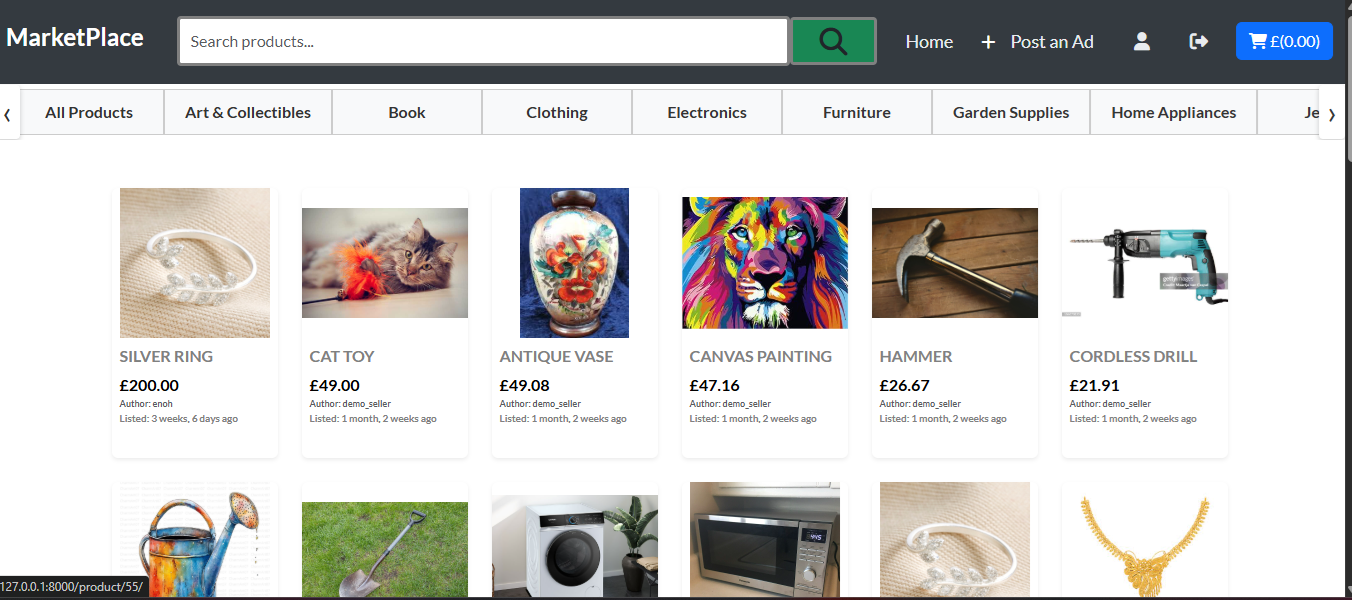 MarketPlace
Search products...
Home
Post an Ad
£(0.00)
All Products
Art & Collectibles
Book
Clothing
Electronics
Furniture
Garden Supplies
Home Appliances
Je
SILVER RING
£200.00
Author: enoh
Listed: 3 weeks, 6 days ago
CAT TOY
£49.00
Author: demo_seller
Listed: 1 month, 2 weeks ago
ANTIQUE VASE
£49.08
Author: demo_seller
Listed: 1 month, 2 weeks ago
CANVAS PAINTING
£47.16
Author: demo_seller
Listed: 1 month, 2 weeks ago
HAMMER
£26.67
Author: demo_seller
Listed: 1 month, 2 weeks ago
gettyimages
CORDLESS DRILL
£21.91
Author: demo_seller
Listed: 1 month, 2 weeks ago
127.0.0.1:8000/product/55/